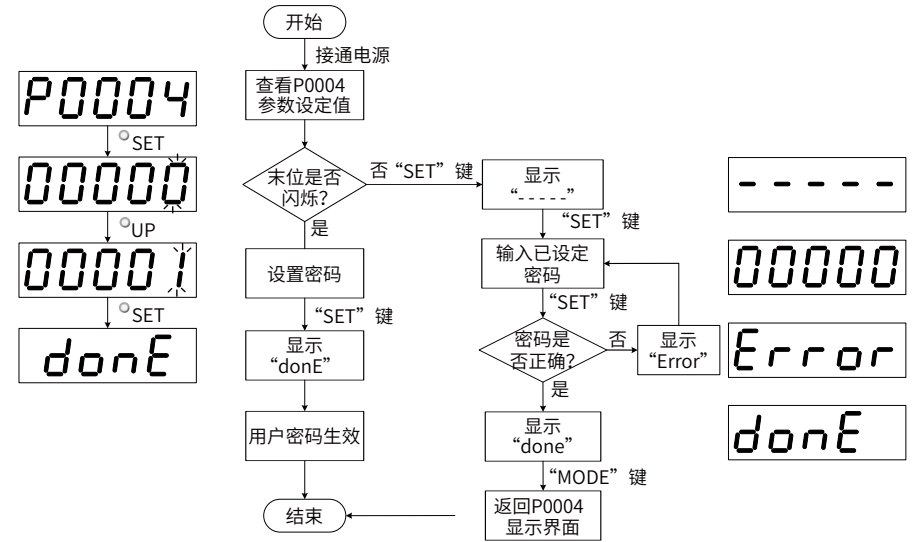 P0004
SET
00000
UP
00001
SET
donE
开始
接通电源
查看P0004
参数设定值
末位是否
闪烁？
否 “SET” 键
是
设置密码
“SET” 键
显示
“donE”
用户密码生效
结束
显示
“- - - - -”
“SET” 键
输入已设定
密码
“SET” 键
密码是
否正确？
否
显示
“Error”
是
显示
“done”
“MODE” 键
返回P0004
显示界面
- - - - -
00000
Error
donE